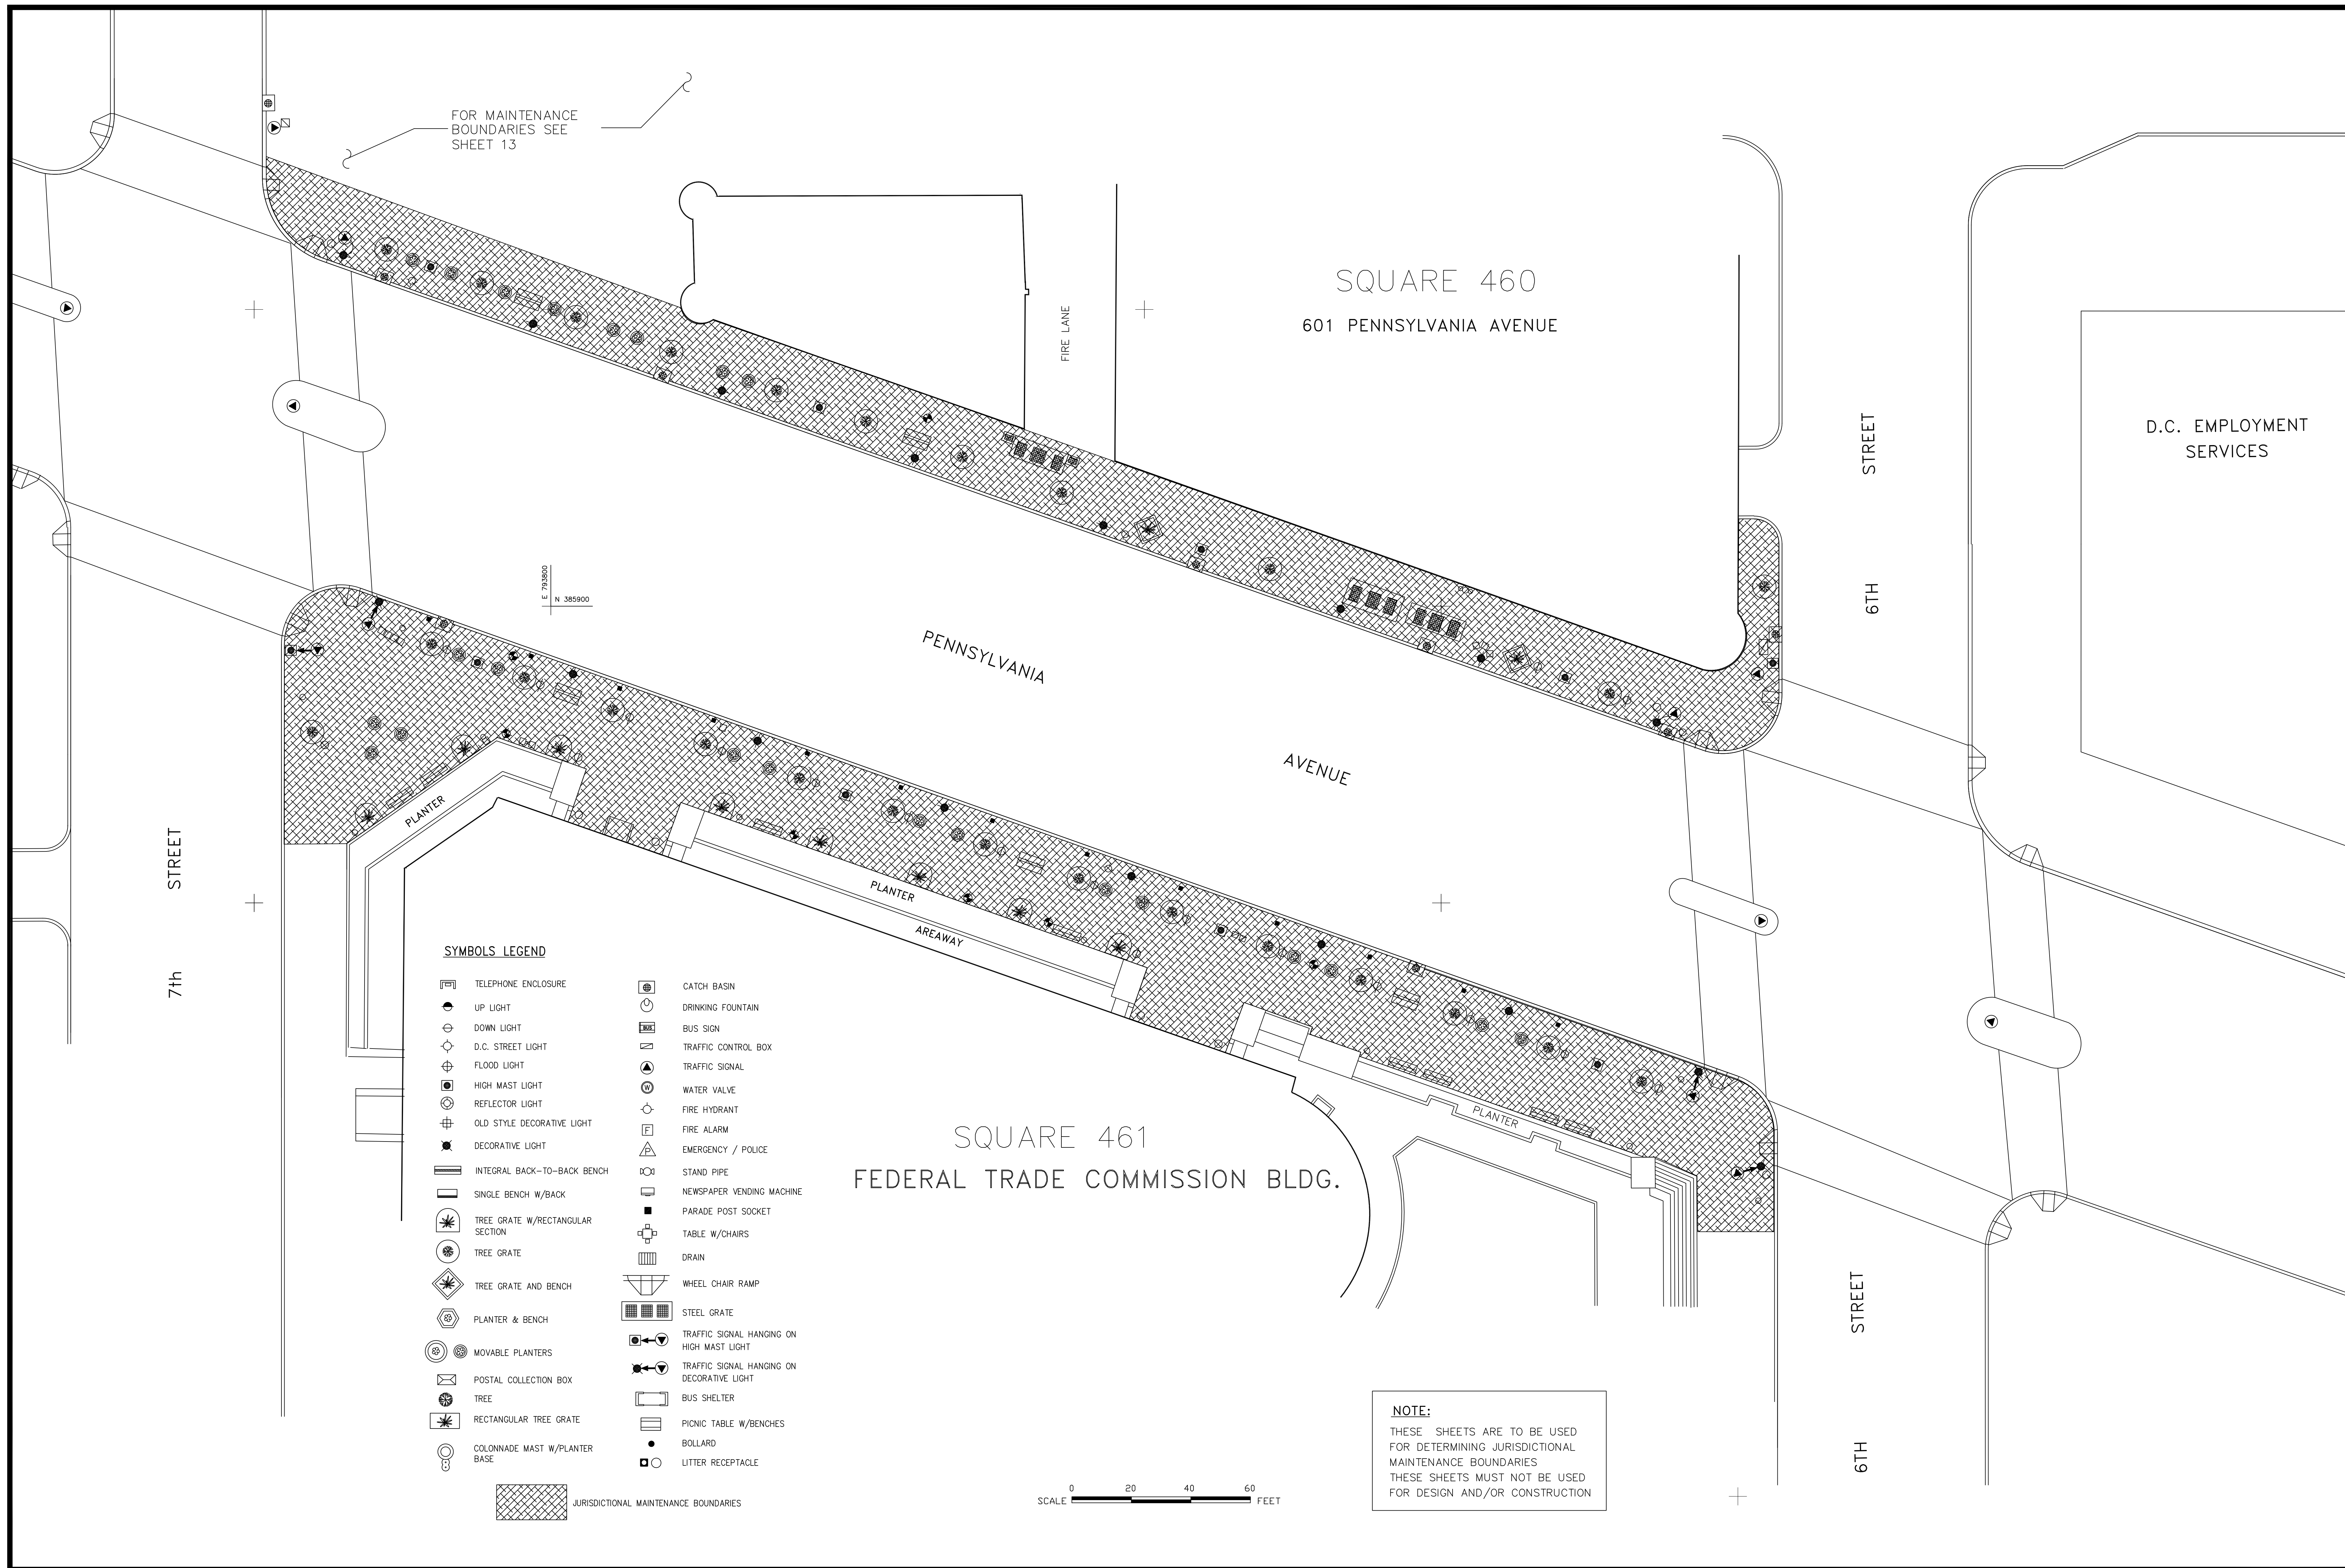 FOR MAINTENANCE
BOUNDARIES SEE
SHEET 13
SQUARE 460
601 PENNSYLVANIA AVENUE
FIRE LANE
STREET
6TH
D.C. EMPLOYMENT
SERVICES
E 793800
N 385900
PENNSYLVANIA
AVENUE
PLANTER
PLANTER
AREAWAY
PLANTER
STREET
7th
SQUARE 461
FEDERAL TRADE COMMISSION BLDG.
STREET
6TH
SYMBOLS LEGEND
TELEPHONE ENCLOSURE
UP LIGHT
DOWN LIGHT
D.C. STREET LIGHT
FLOOD LIGHT
HIGH MAST LIGHT
REFLECTOR LIGHT
OLD STYLE DECORATIVE LIGHT
DECORATIVE LIGHT
INTEGRAL BACK-TO-BACK BENCH
SINGLE BENCH W/BACK
TREE GRATE W/RECTANGULAR
SECTION
TREE GRATE
TREE GRATE AND BENCH
PLANTER & BENCH
MOVABLE PLANTERS
POSTAL COLLECTION BOX
TREE
RECTANGULAR TREE GRATE
COLONNADE MAST W/PLANTER
BASE
CATCH BASIN
DRINKING FOUNTAIN
BUS
BUS SIGN
TRAFFIC CONTROL BOX
TRAFFIC SIGNAL
W
WATER VALVE
FIRE HYDRANT
F
FIRE ALARM
P
EMERGENCY / POLICE
STAND PIPE
NEWSPAPER VENDING MACHINE
PARADE POST SOCKET
TABLE W/CHAIRS
DRAIN
WHEEL CHAIR RAMP
STEEL GRATE
TRAFFIC SIGNAL HANGING ON
HIGH MAST LIGHT
TRAFFIC SIGNAL HANGING ON
DECORATIVE LIGHT
BUS SHELTER
PICNIC TABLE W/BENCHES
BOLLARD
LITTER RECEPTACLE
JURISDICTIONAL MAINTENANCE BOUNDARIES
0 20 40 60
SCALE FEET
NOTE:
THESE SHEETS ARE TO BE USED
FOR DETERMINING JURISDICTIONAL
MAINTENANCE BOUNDARIES
THESE SHEETS MUST NOT BE USED
FOR DESIGN AND/OR CONSTRUCTION